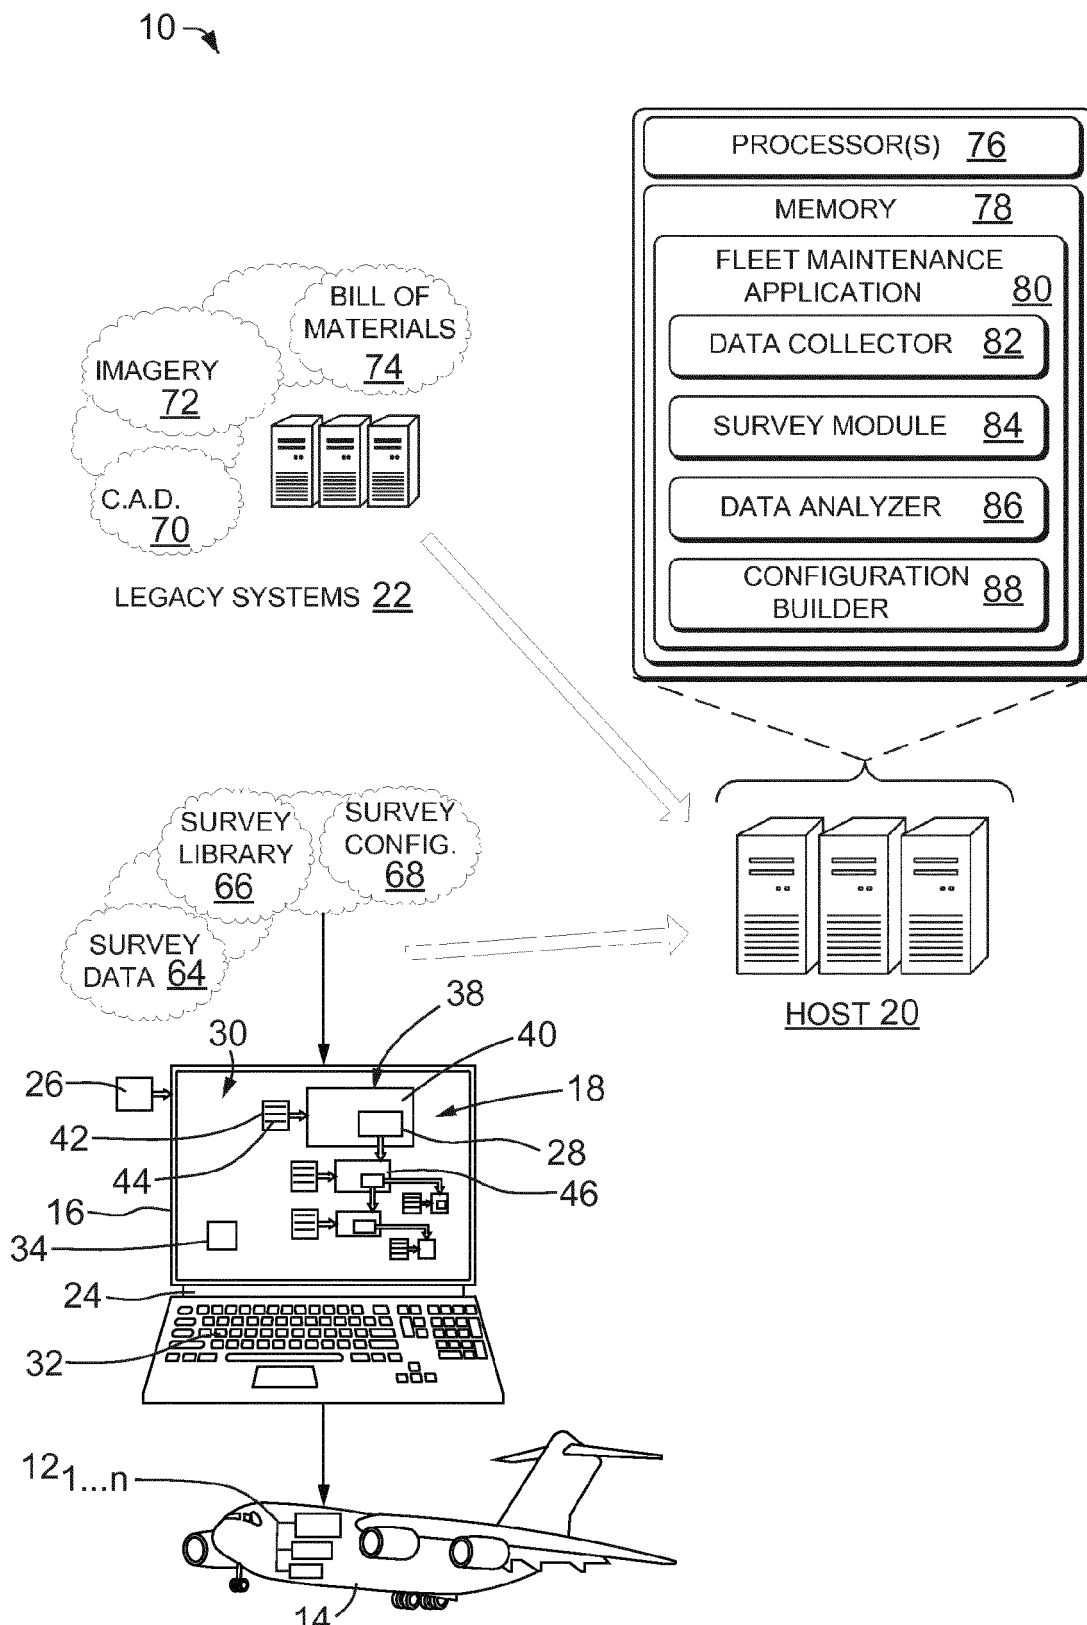 10
PROCESSOR(S) 76
MEMORY 78
FLEET MAINTENANCE
APPLICATION 80
DATA COLLECTOR 82
SURVEY MODULE 84
DATA ANALYZER 86
CONFIGURATION
BUILDER 88
BILL OF
MATERIALS
74
IMAGERY
72
C.A.D.
70
LEGACY SYSTEMS 22
SURVEY
LIBRARY
66
SURVEY
CONFIG.
68
SURVEY
DATA 64
HOST 20
38
30
40
26
18
42
28
44
46
16
34
24
32
12 1...n
14